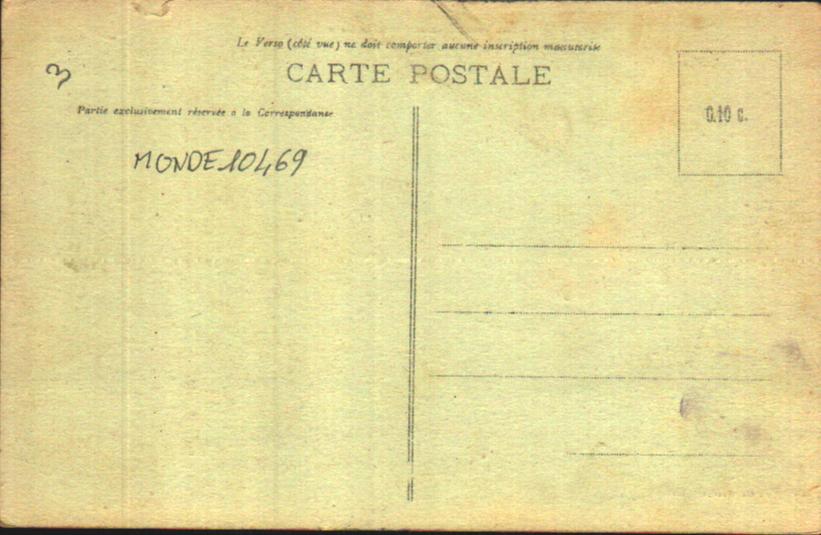 Le Verso (côté vue) ne doit comporter aucune inscription manuscrite
CARTE POSTALE
3
Partie exclusivement réservée a la Correspondance
0.10 c.
MONDE10469